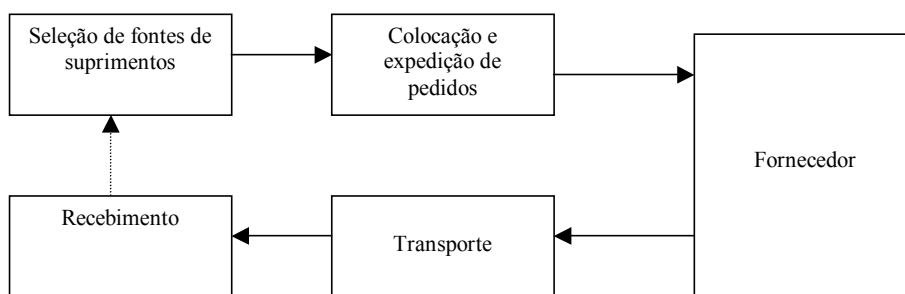 Seleção de fontes de
suprimentos
Colocação e
expedição de
pedidos
Fornecedor
Recebimento
Transporte